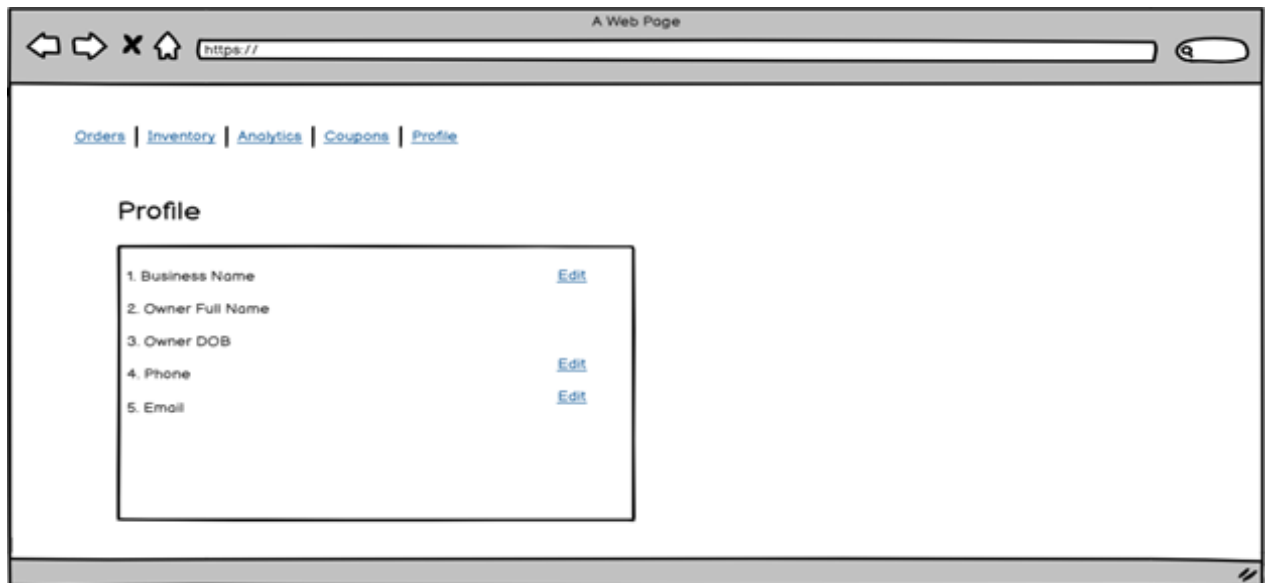 A Web Page
https://
Orders | Inventory | Analytics | Coupons | Profile
Profile
1. Business Name Edit
2. Owner Full Name
3. Owner DOB
4. Phone Edit
5. Email Edit